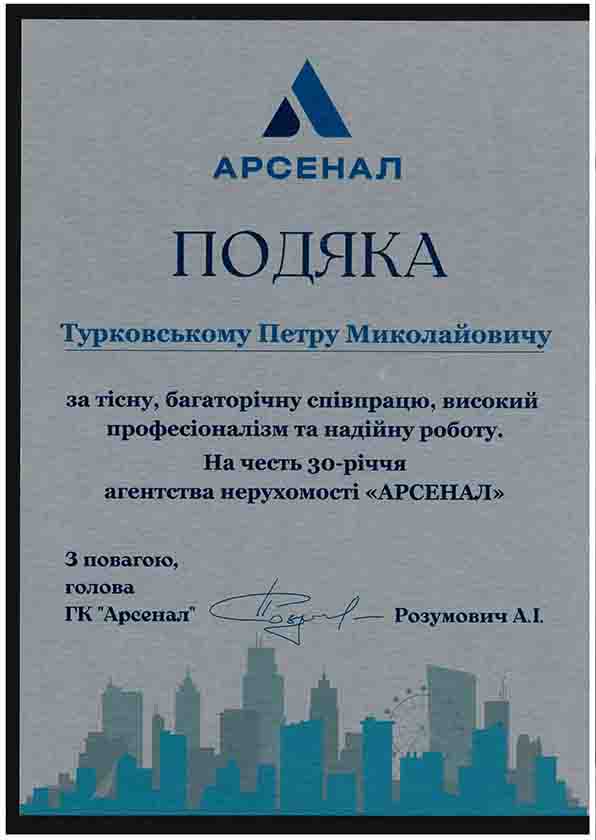 АРСЕНАЛ
ПОДЯКА
Турковському Петру Миколайовичу
за тісну, багаторічну співпрацю, високий
професіоналізм та надійну роботу.
На честь 30-річчя
агентства нерухомості «АРСЕНАЛ»
З повагою,
голова
ГК "Арсенал"
Розумович А.І.